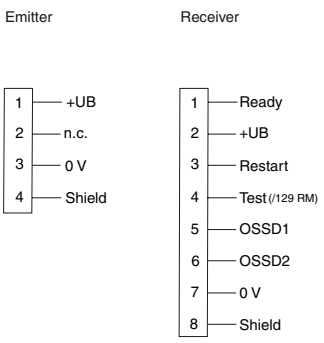 Emitter
1 +UB
2 n.c.
3 0 V
4 Shield
Receiver
1 Ready
2 +UB
3 Restart
4 Test (/129 RM)
5 OSSD1
6 OSSD2
7 0 V
8 Shield